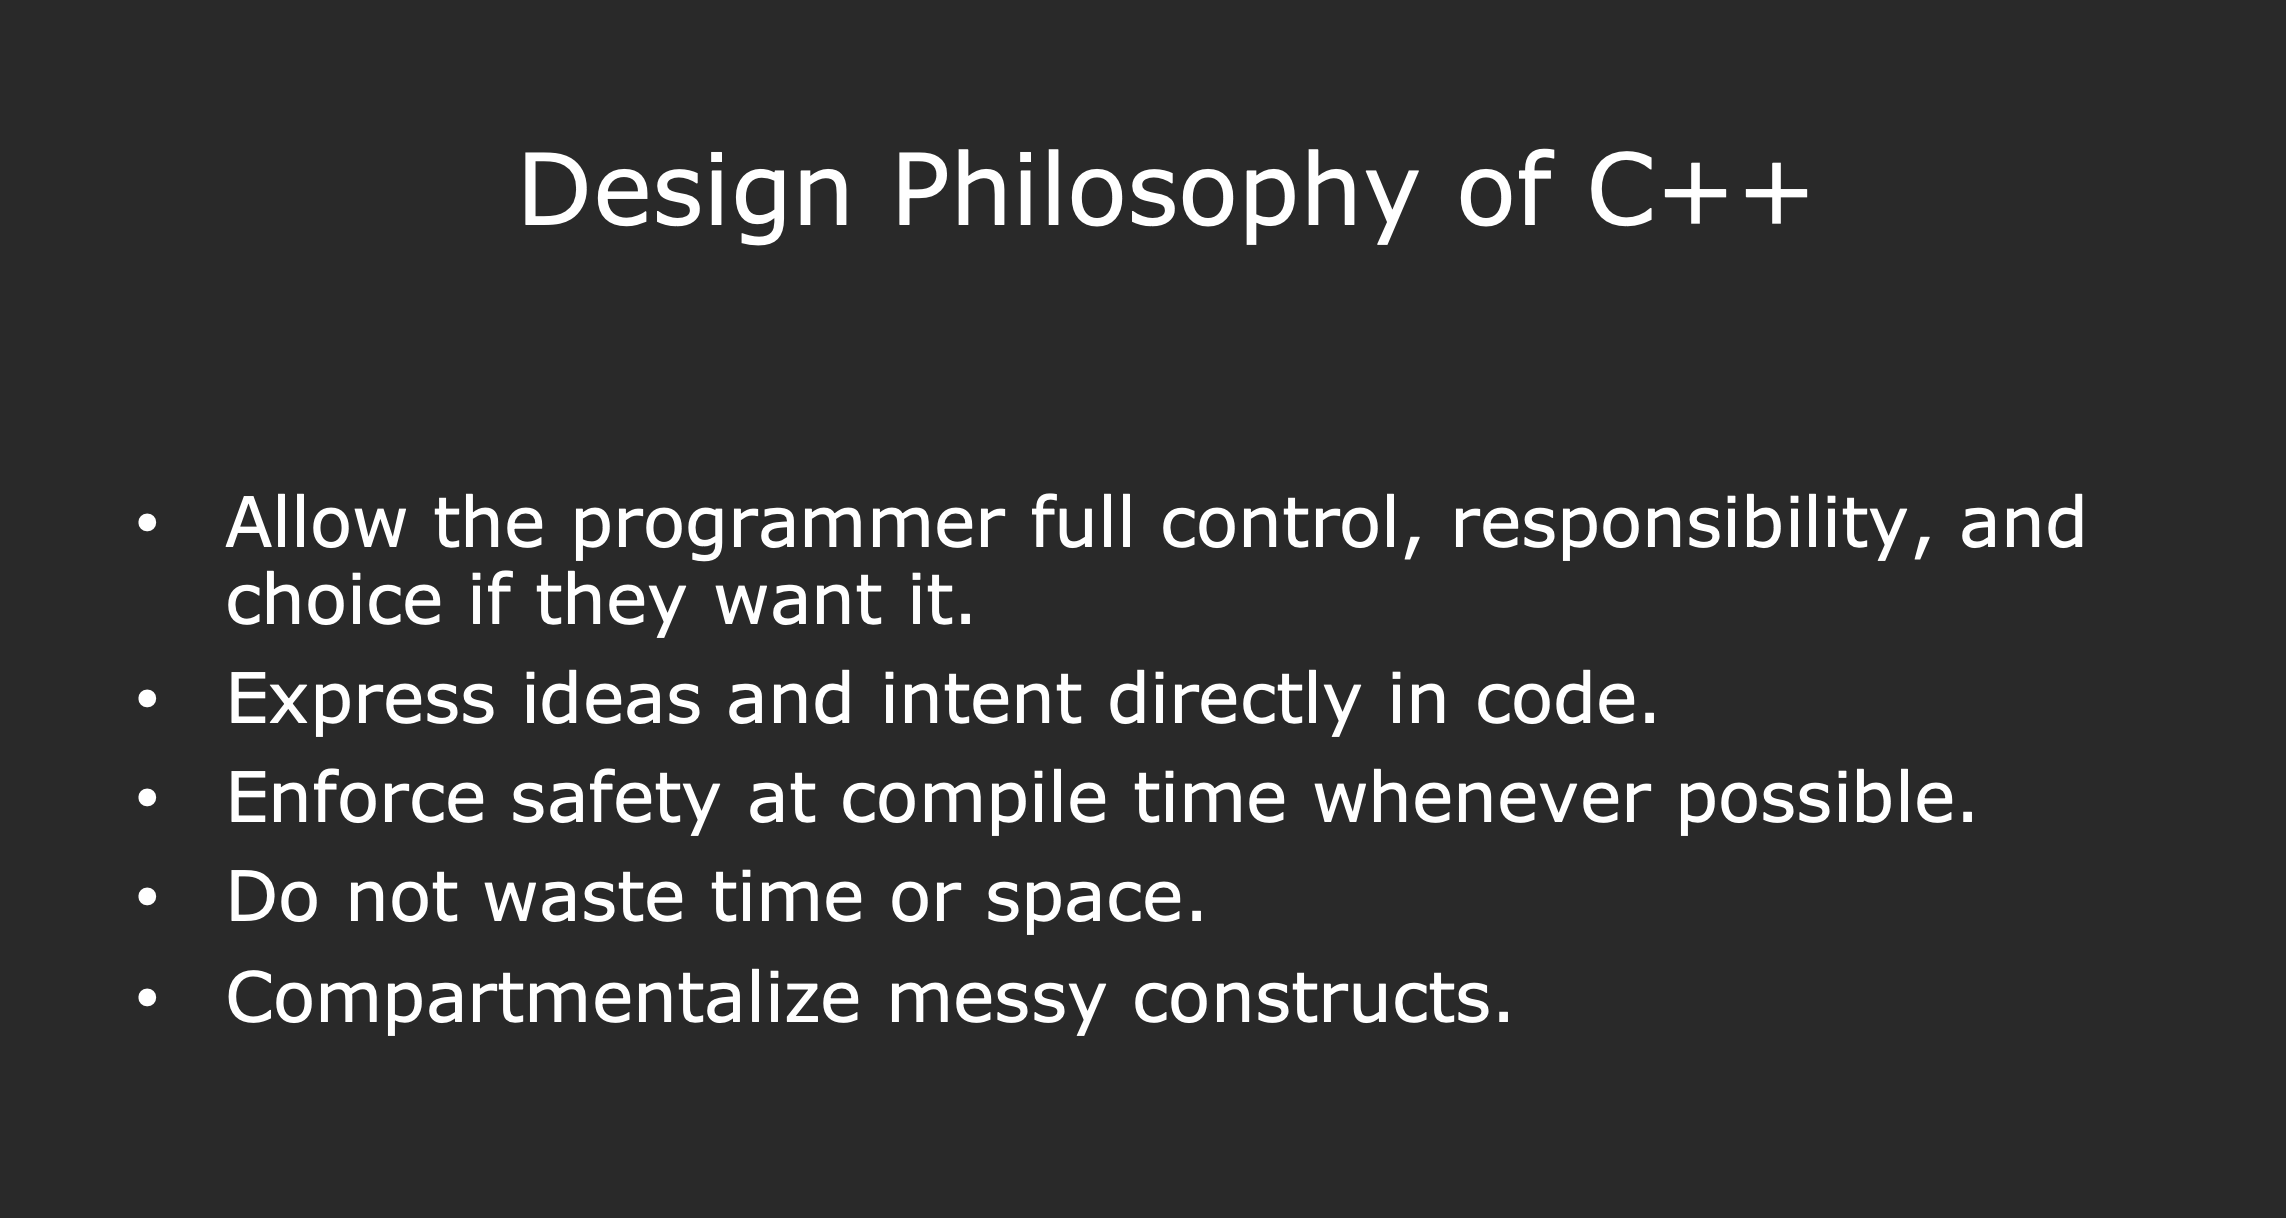 Design Philosophy of C++
• Allow the programmer full control, responsibility, and
choice if they want it.
• Express ideas and intent directly in code.
• Enforce safety at compile time whenever possible.
• Do not waste time or space.
• Compartmentalize messy constructs.